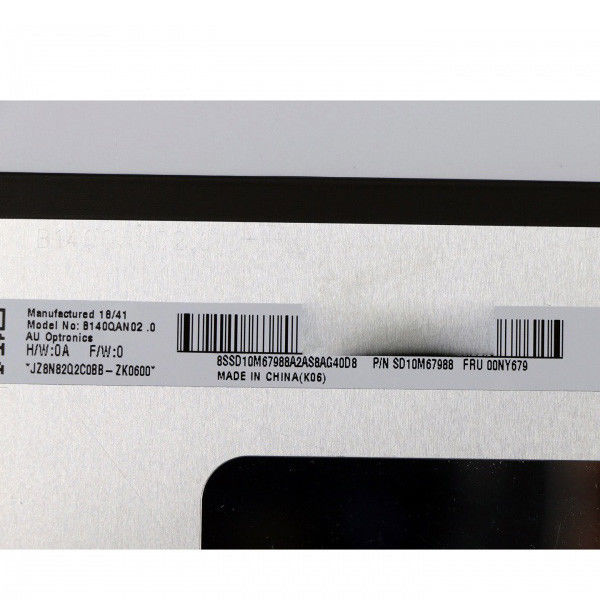 Manufactured 18/41
Model No: B140QAN02 .0
AU Optronics
H/W:0A F/W:0
"JZ8N82Q2C0BB-ZK0600"
8SSD10M67988A2AS8AG40D8 P/N SD10M67988 FRU 00NY679
MADE IN CHINA(K06)